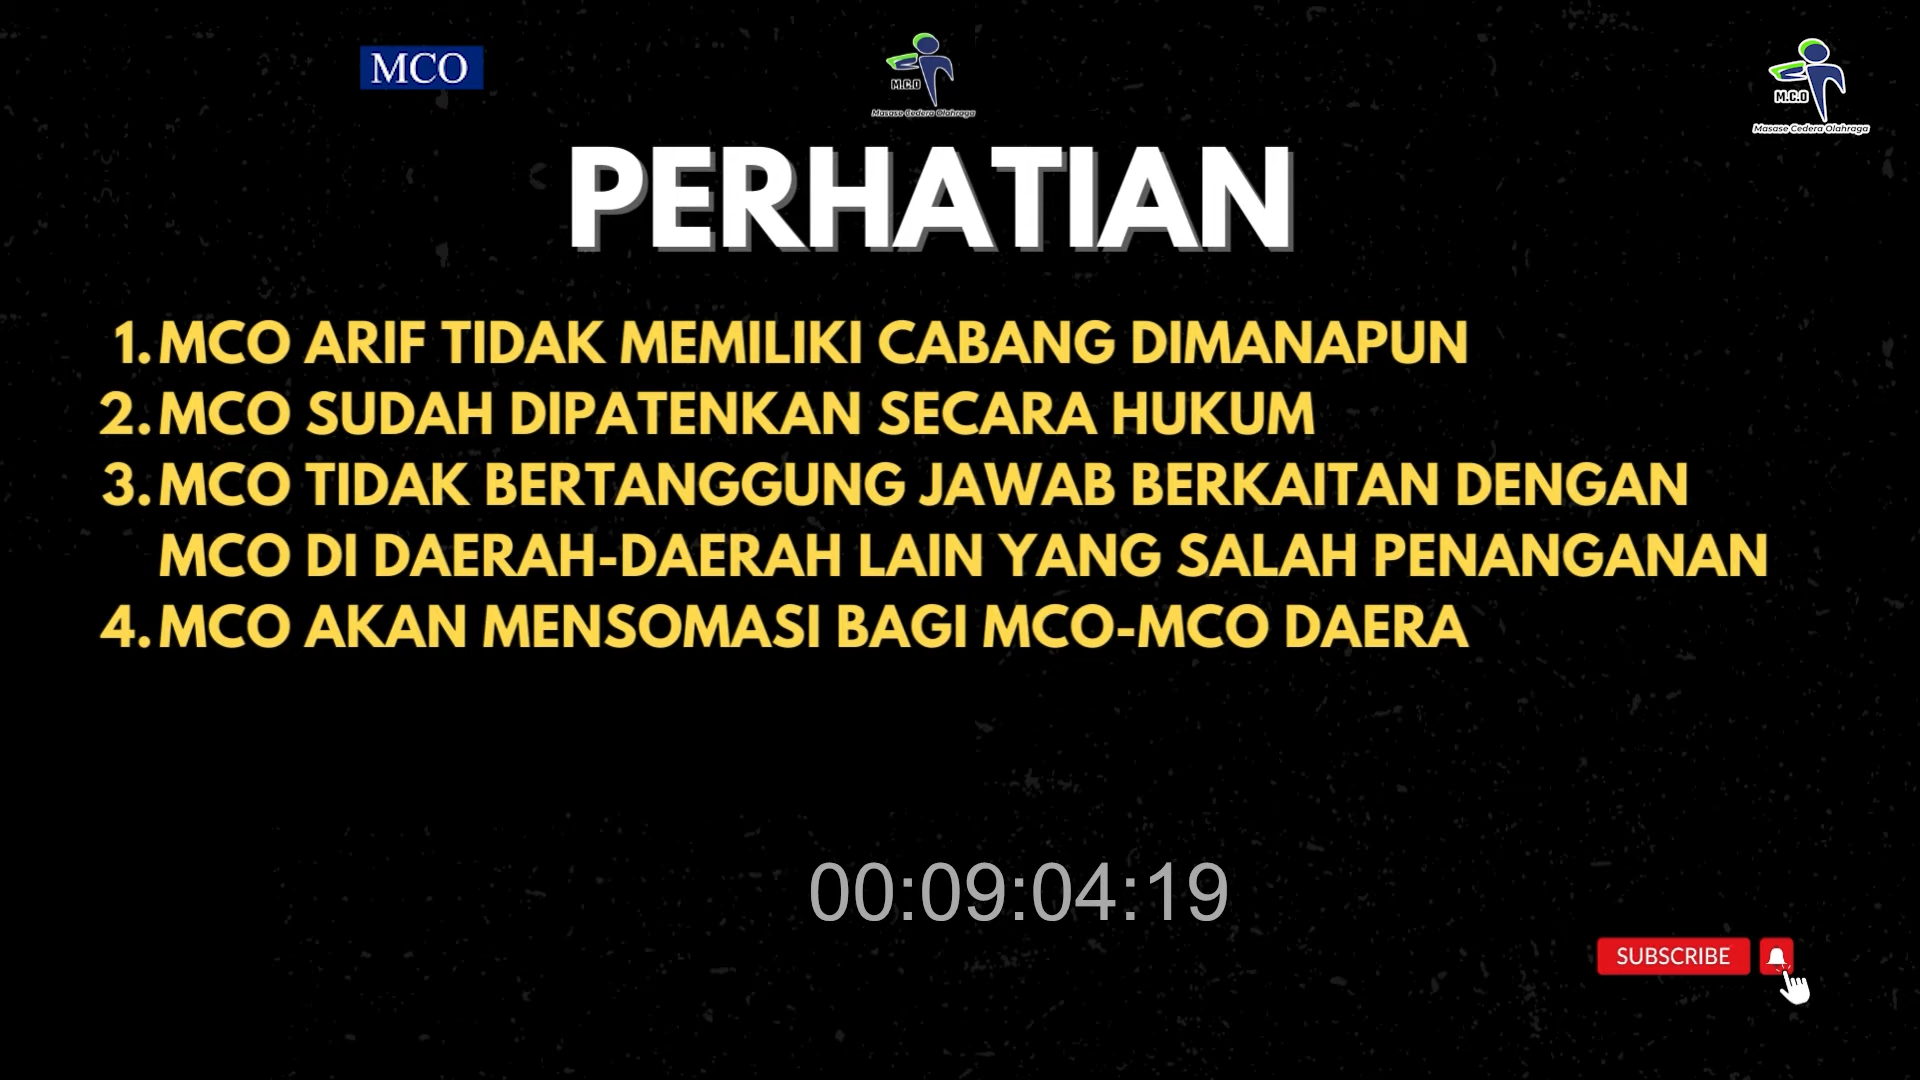 MCO
M.C.O
Masase Cedera Olahraga
M.C.O
Masase Cedera Olahraga
PERHATIAN
1. MCO ARIF TIDAK MEMILIKI CABANG DIMANAPUN
2. MCO SUDAH DIPATENKAN SECARA HUKUM
3. MCO TIDAK BERTANGGUNG JAWAB BERKAITAN DENGAN
MCO DI DAERAH-DAERAH LAIN YANG SALAH PENANGANAN
4. MCO AKAN MENSOMASI BAGI MCO-MCO DAERA
00:09:04:19
SUBSCRIBE